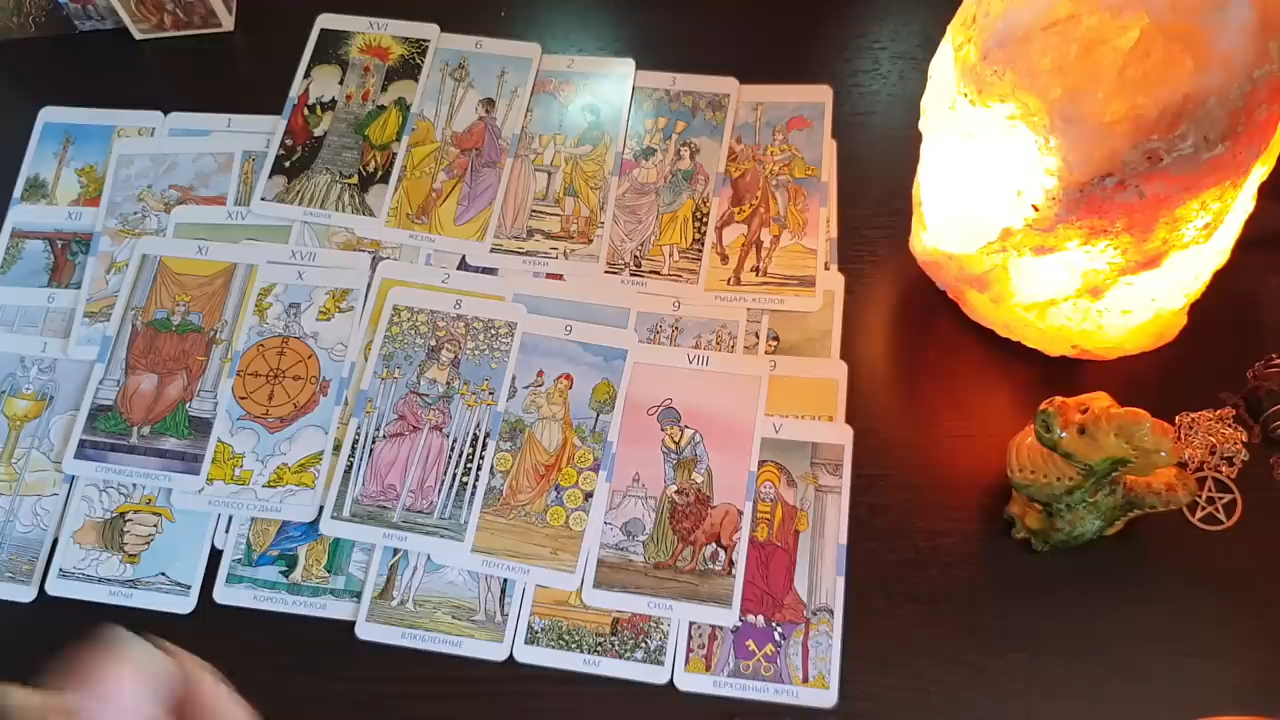 XVI
БАШНЯ
6
ЖЕЗЛЫ
2
КУБКИ
3
КУБКИ
РЫЦАРЬ ЖЕЗЛОВ
1
XII
XIV
6
1
XI
СПРАВЕДЛИВОСТЬ
XVII
X
КОЛЕСО СУДЬБЫ
2
8
МЕЧИ
9
ПЕНТАКЛИ
9
VIII
СИЛА
9
V
ВЕРХОВНЫЙ ЖРЕЦ
МЕЧИ
КОРОЛЬ КУБКОВ
ВЛЮБЛЕННЫЕ
МАГ